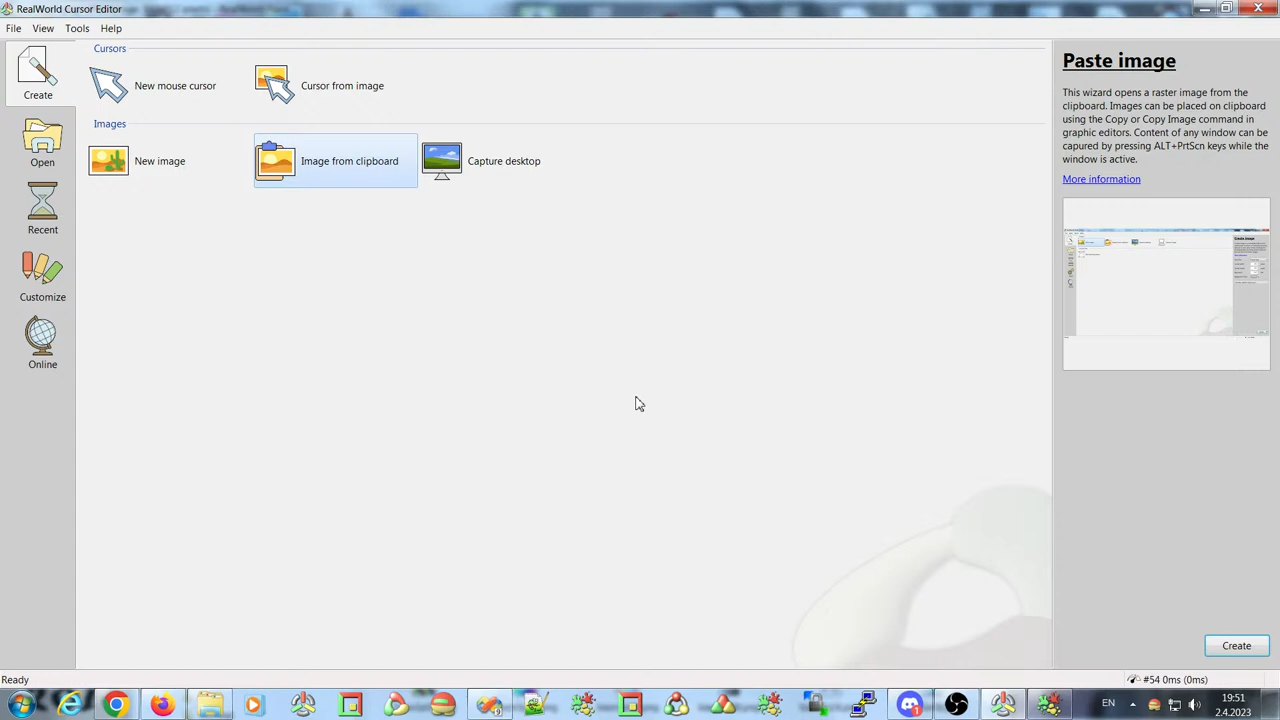 RealWorld Cursor Editor
File View Tools Help
Create
Open
Recent
Customize
Online
Cursors
New mouse cursor
Cursor from image
Images
New image
Image from clipboard
Capture desktop
Paste image
This wizard opens a raster image from the
clipboard. Images can be placed on clipboard
using the Copy or Copy Image command in
graphic editors. Content of any window can be
capured by pressing ALT+PrtScn keys while the
window is active.
More information
Create
Ready
#54 0ms (0ms)
EN
19:51
2.4.2023